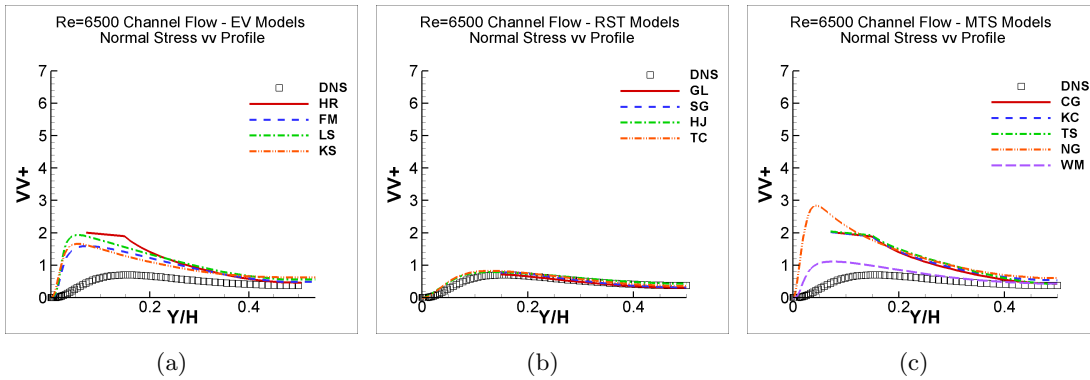 Re=6500 Channel Flow - EV Models
Normal Stress vv Profile
7
6
5
4
3
2
1
0
VV+
DNS
HR
FM
LS
KS
0.2
0.4
Y/H
(a)
Re=6500 Channel Flow - RST Models
Normal Stress vv Profile
7
6
5
4
3
2
1
0
VV+
DNS
GL
SG
HJ
TC
0
0.2
0.4
Y/H
(b)
Re=6500 Channel Flow - MTS Models
Normal Stress vv Profile
7
6
5
4
3
2
1
0
VV+
DNS
CG
KC
TS
NG
WM
0
0.2
0.4
Y/H
(c)